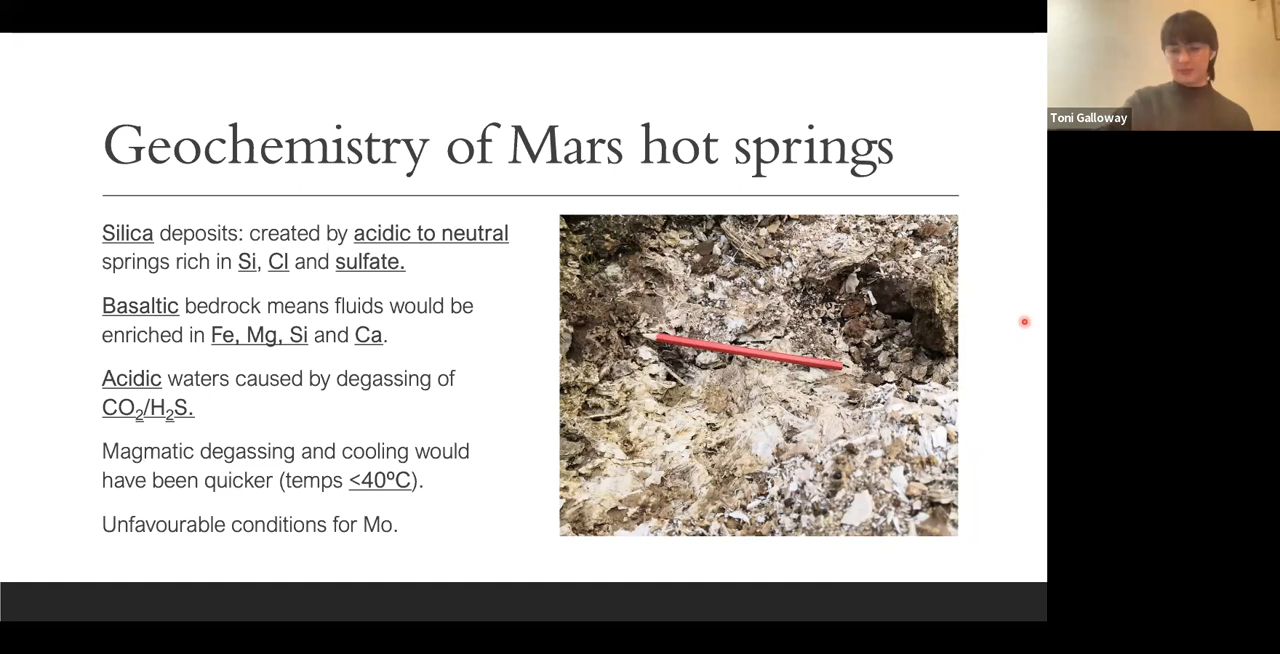 Geochemistry of Mars hot springs
Silica deposits: created by acidic to neutral
springs rich in Si, Cl and sulfate.
Basaltic bedrock means fluids would be
enriched in Fe, Mg, Si and Ca.
Acidic waters caused by degassing of
CO₂/H₂S.
Magmatic degassing and cooling would
have been quicker (temps <40ºC).
Unfavourable conditions for Mo.
Toni Galloway